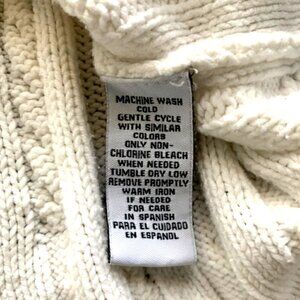 MACHINE WASH
COLD
GENTLE CYCLE
WITH SIMILAR
COLORS
ONLY NON-
CHLORINE BLEACH
WHEN NEEDED
TUMBLE DRY LOW
REMOVE PROMPTLY
WARM IRON
IF NEEDED
FOR CARE
IN SPANISH
PARA EL CUIDADO
EN ESPANOL